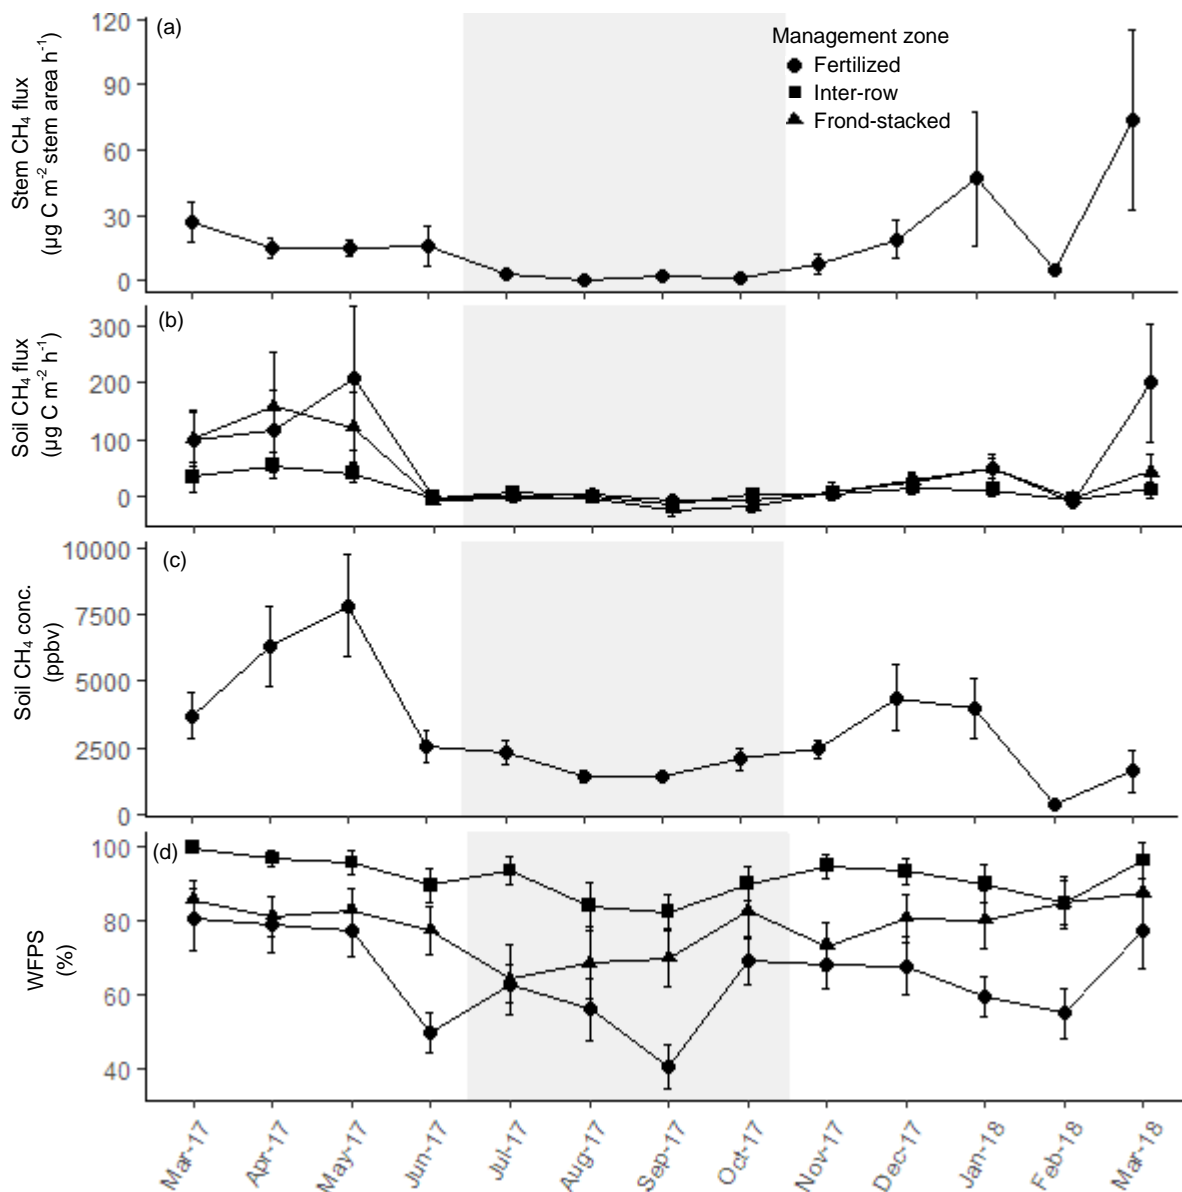 (a)
Stem CH₄ flux
(µg C m⁻² stem area h⁻¹)
120
90
60
30
0
Management zone
Fertilized
Inter-row
Frond-stacked
(b)
Soil CH₄ flux
(µg C m⁻² h⁻¹)
300
200
100
0
(c)
Soil CH₄ conc.
(ppbv)
10000
7500
5000
2500
0
(d)
WFPS
(%)
100
80
60
40
Mar-17
Apr-17
May-17
Jun-17
Jul-17
Aug-17
Sep-17
Oct-17
Nov-17
Dec-17
Jan-18
Feb-18
Mar-18